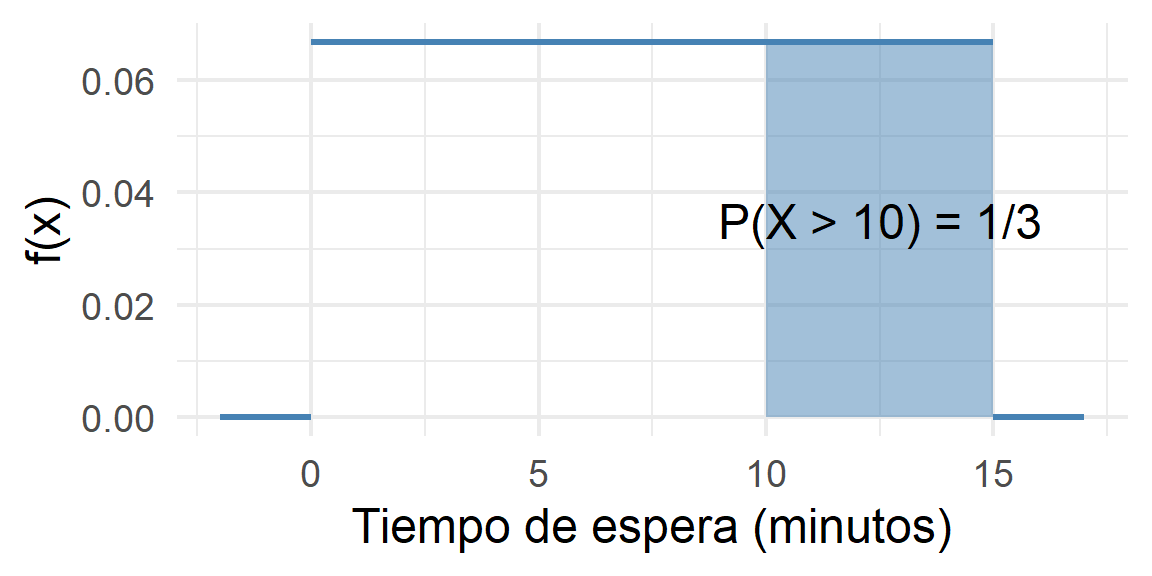 0.06
0.04
0.02
0.00
f(x)
P(X > 10) = 1/3
0 5 10 15
Tiempo de espera (minutos)